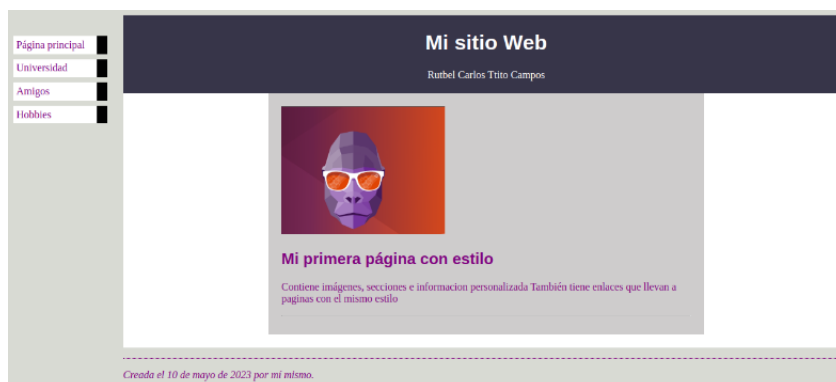 Página principal
Universidad
Amigos
Hobbies
Mi sitio Web
Rutbel Carlos Ttito Campos
Mi primera página con estilo
Contiene imágenes, secciones e informacion personalizada También tiene enlaces que llevan a
paginas con el mismo estilo
Creada el 10 de mayo de 2023 por mi mismo.